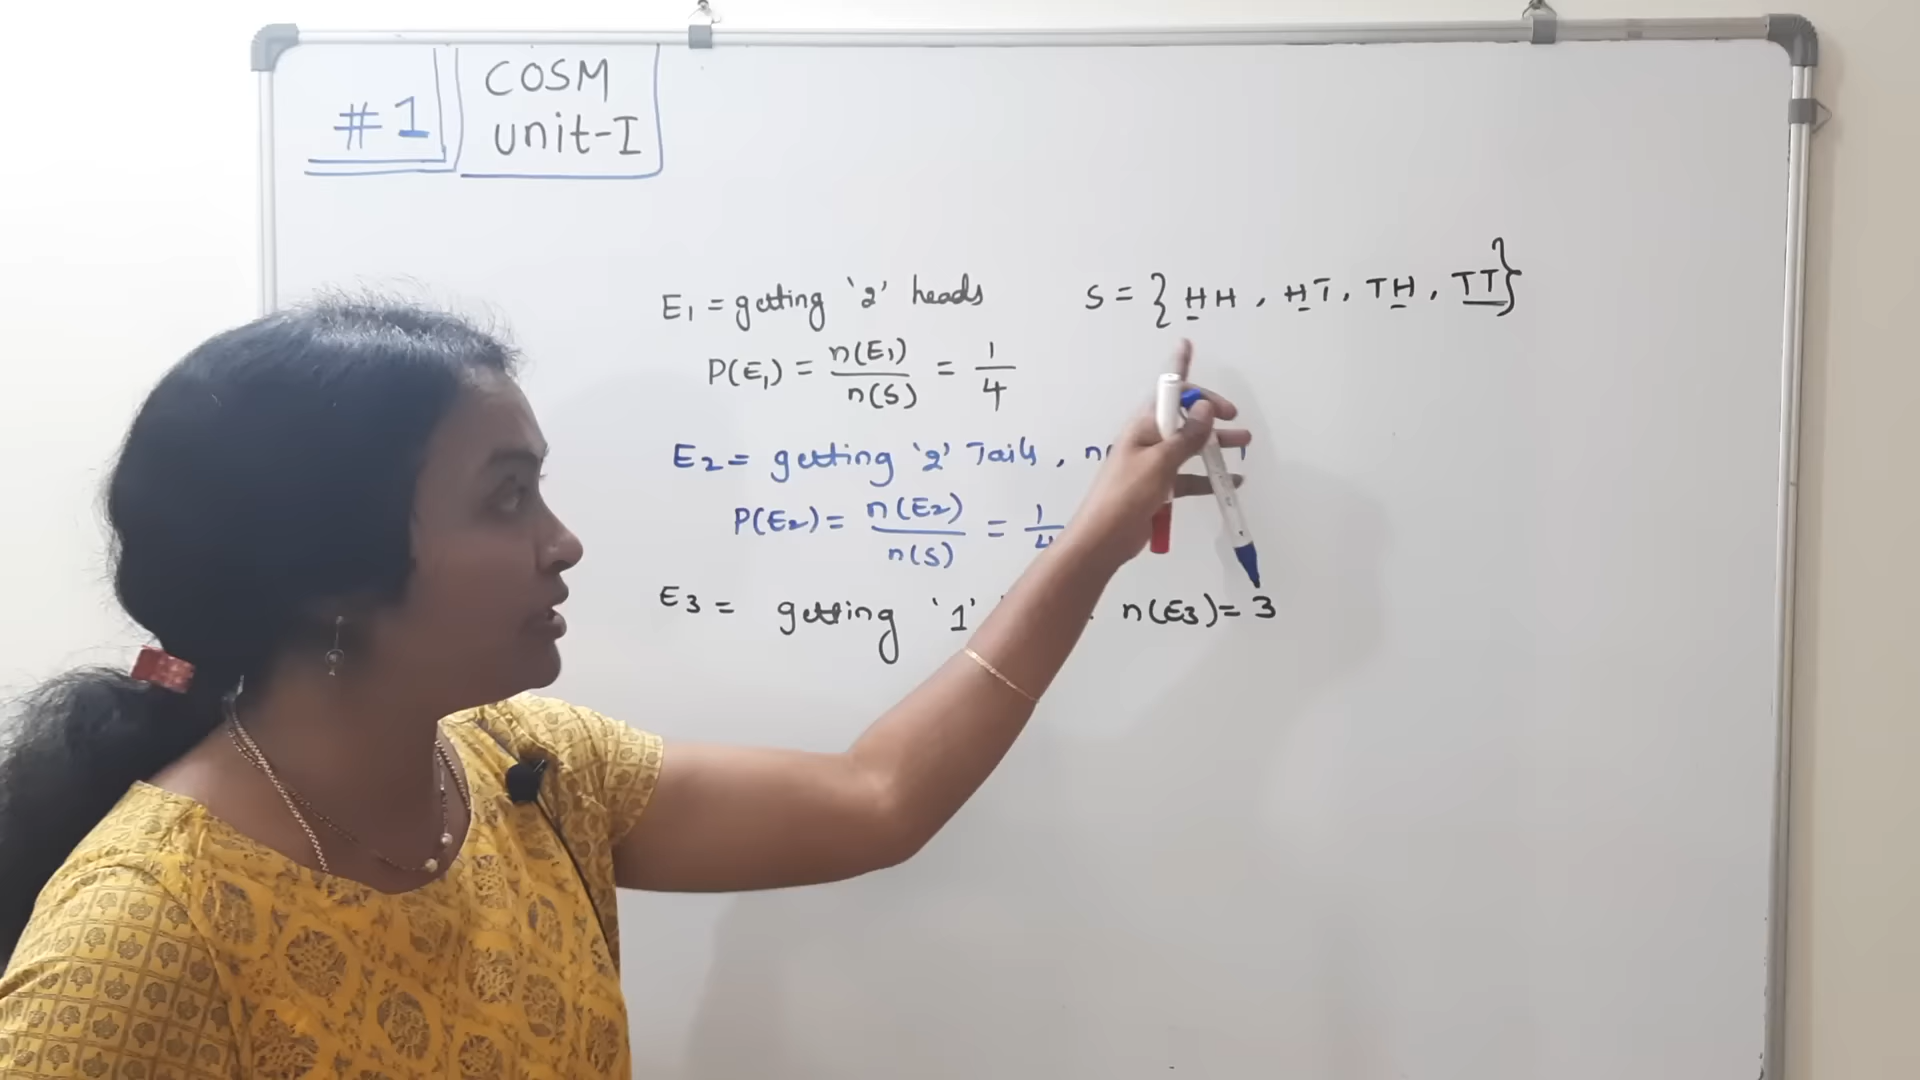 #1
COSM
unit-I
E1 = getting '2' heads
S = { HH , HT , TH , TT }
P(E1) = n(E1)/n(S) = 1/4
E2 = getting '2' Tails , n(
P(E2) = n(E2)/n(S) = 1/4
E3 = getting '1' n(E3) = 3